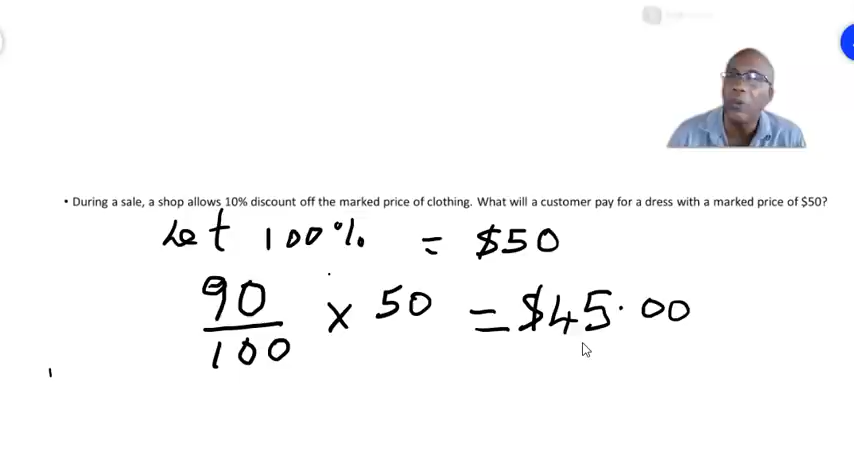 • During a sale, a shop allows 10% discount off the marked price of clothing. What will a customer pay for a dress with a marked price of $50?
Let 100% = $50
90/100 × 50 = $45.00